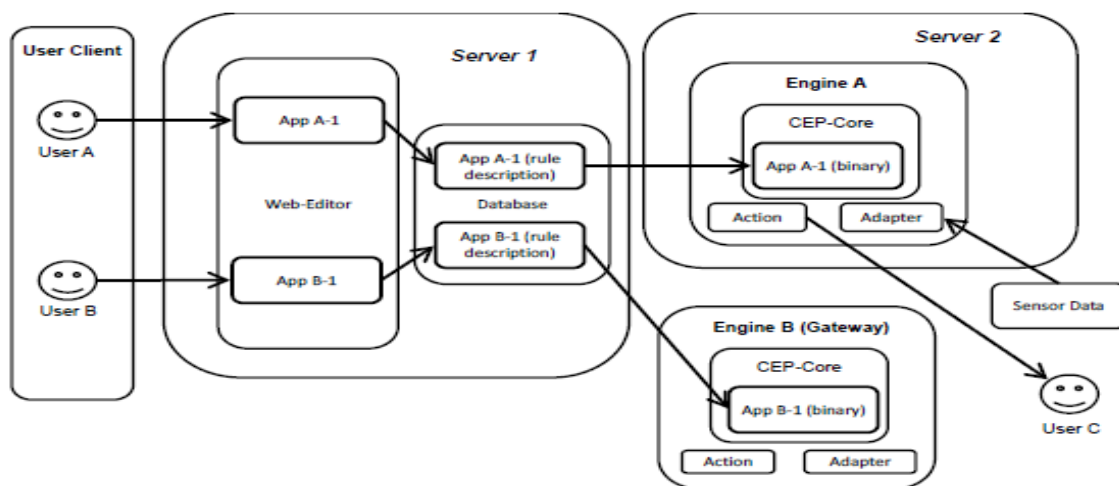 User Client
User A
User B
Server 1
App A-1
Web-Editor
App B-1
App A-1 (rule
description)
Database
App B-1 (rule
description)
Server 2
Engine A
CEP-Core
App A-1 (binary)
Action
Adapter
Sensor Data
Engine B (Gateway)
CEP-Core
App B-1 (binary)
Action
Adapter
User C